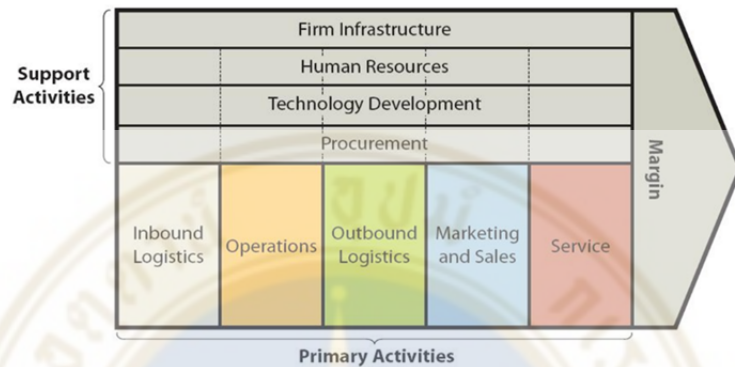 Firm Infrastructure
Human Resources
Support
Activities
Technology Development
Procurement
Margin
Inbound
Logistics
Operations
Outbound
Logistics
Marketing
and Sales
Service
Primary Activities